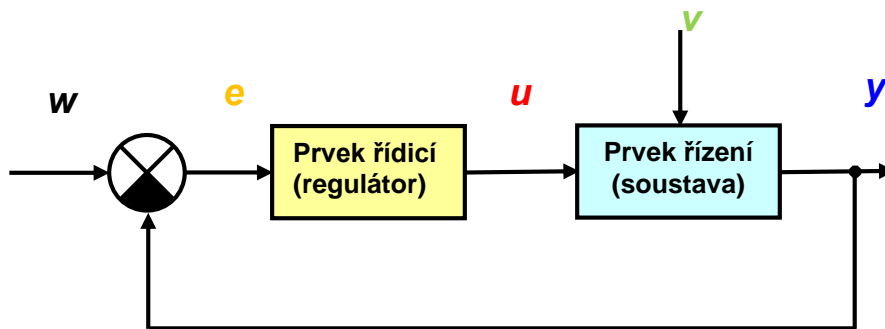 v
w
e
u
y
Prvek řídicí
(regulátor)
Prvek řízení
(soustava)